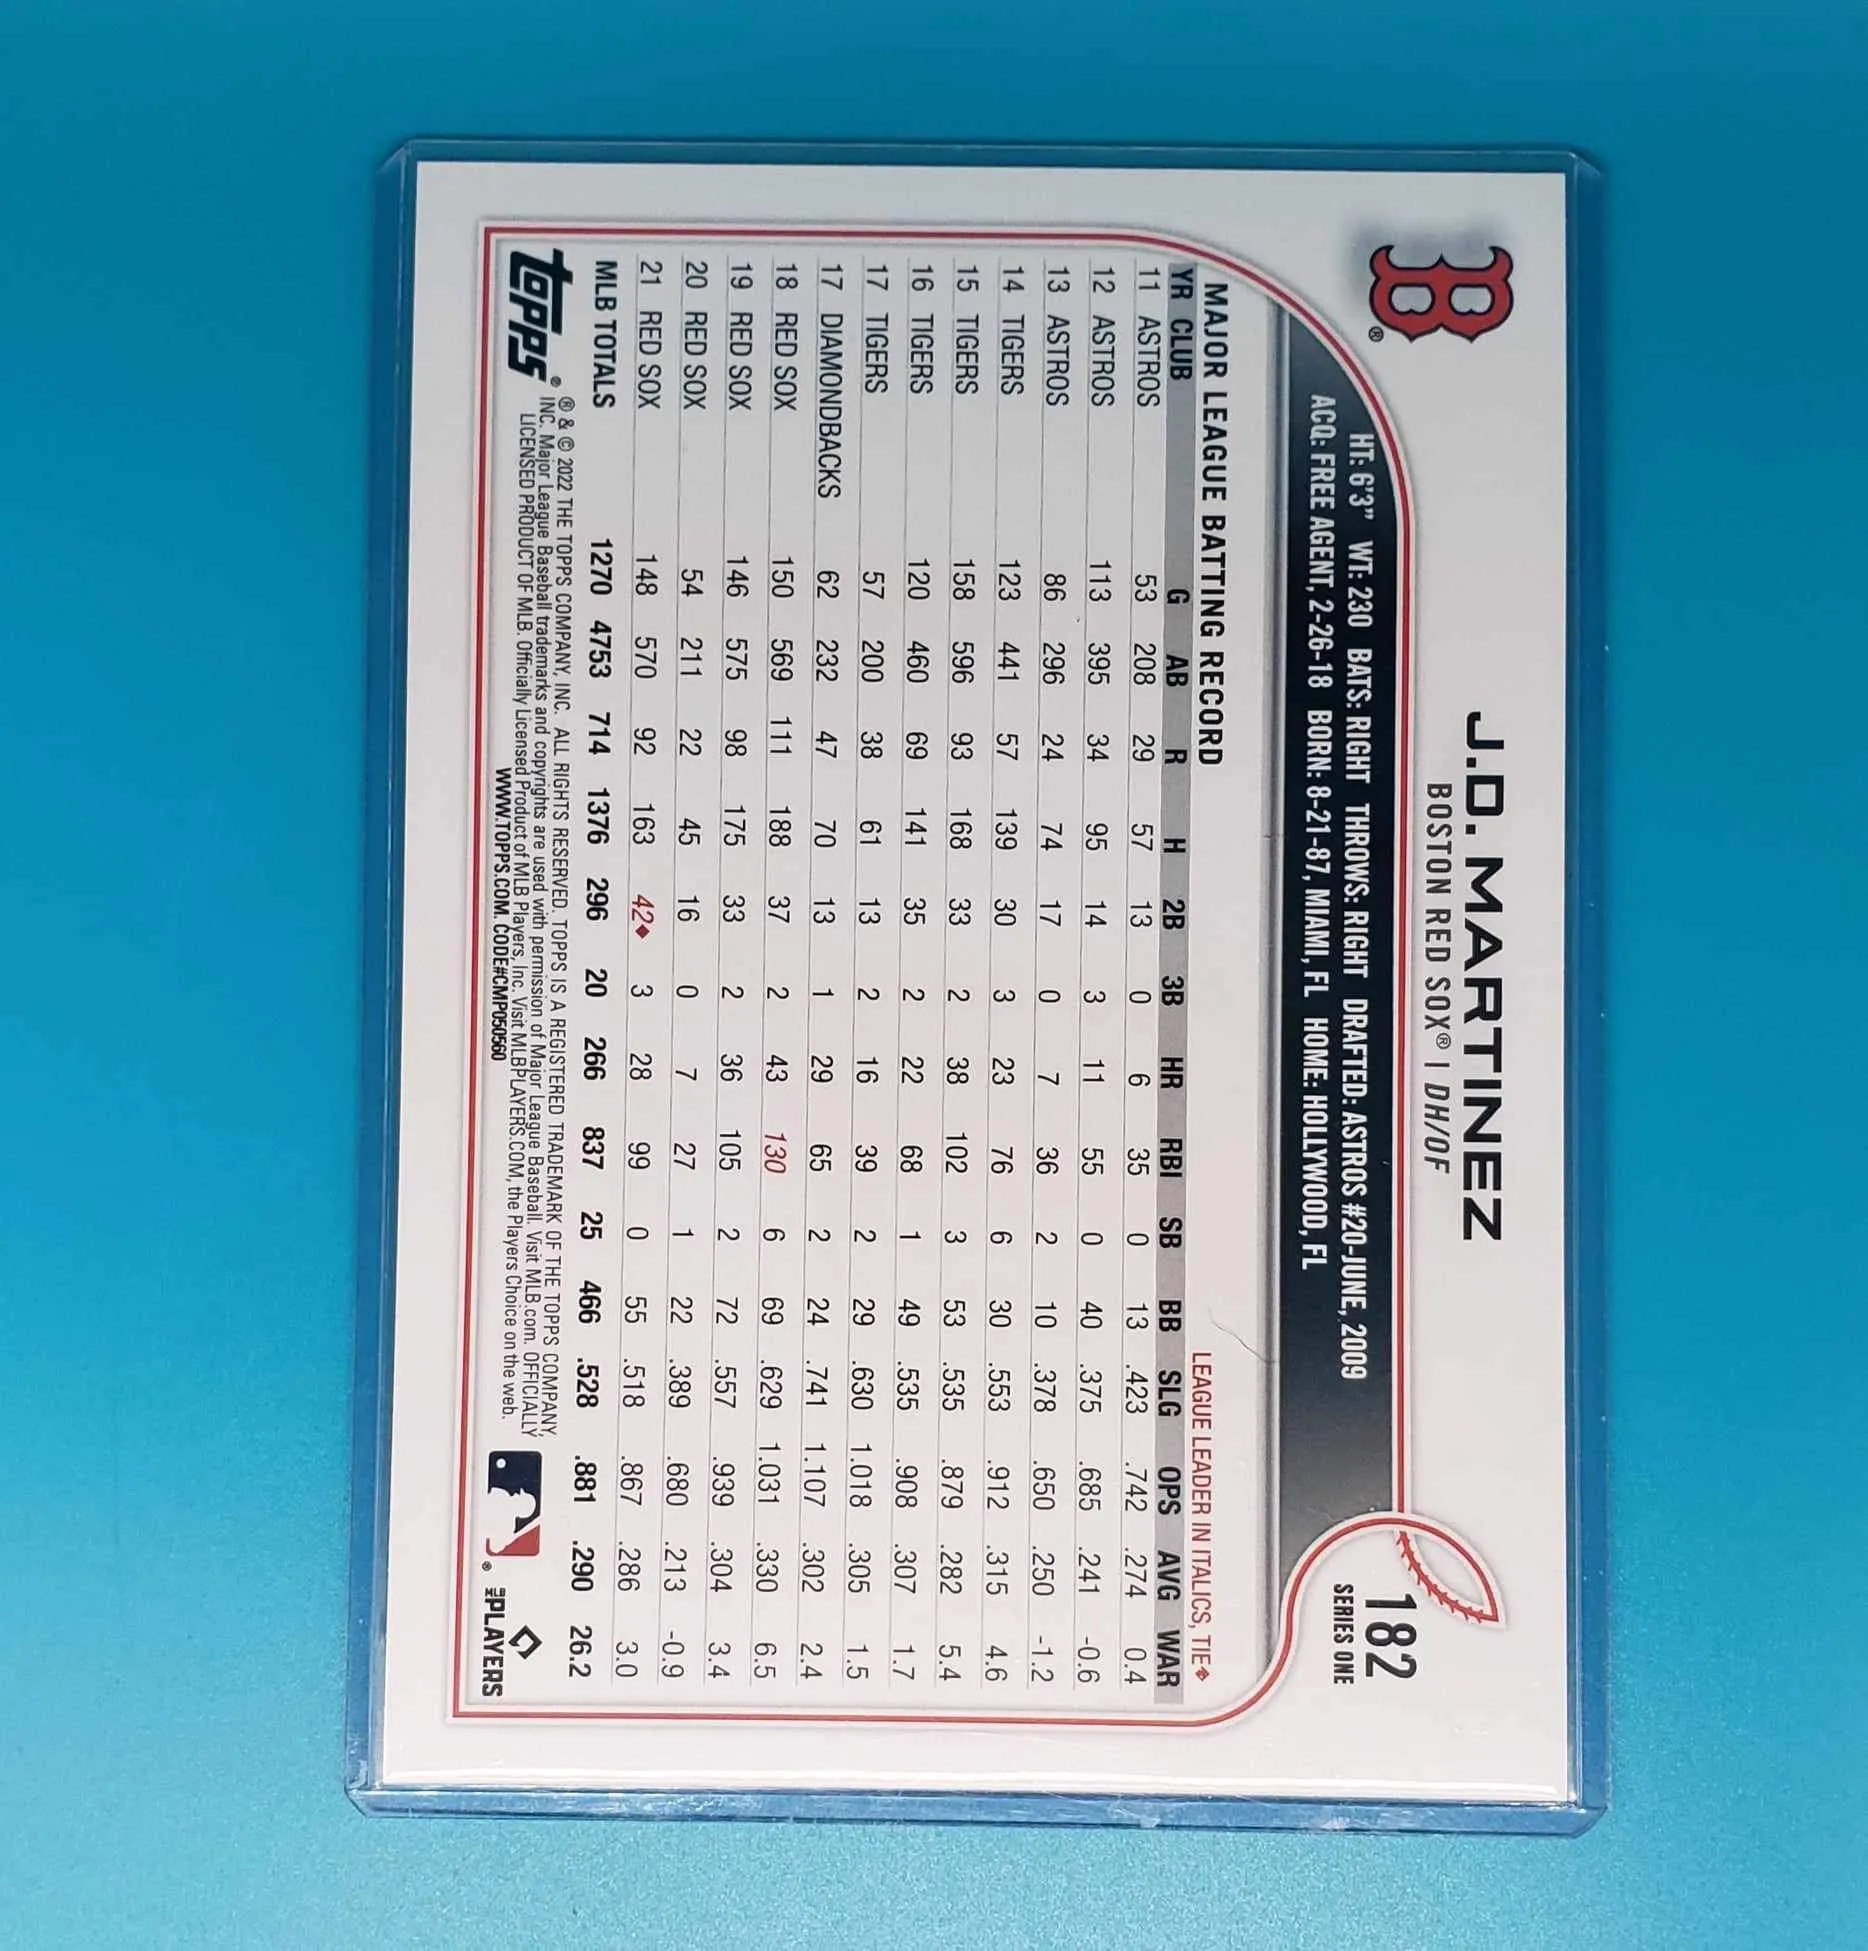 B®
J.D. MARTINEZ
BOSTON RED SOX® | DH/OF
182
SERIES ONE
HT: 6'3" WT: 230 BATS: RIGHT THROWS: RIGHT DRAFTED: ASTROS #20-JUNE, 2009
ACQ: FREE AGENT, 2-26-18 BORN: 8-21-87, MIAMI, FL HOME: HOLLYWOOD, FL
MAJOR LEAGUE BATTING RECORD LEAGUE LEADER IN ITALICS, TIE◆
YR CLUB G AB R H 2B 3B HR RBI SB BB SLG OPS AVG WAR
11 ASTROS 53 208 29 57 13 0 6 35 0 13 .423 .742 .274 0.4
12 ASTROS 113 395 34 95 14 3 11 55 0 40 .375 .685 .241 -0.6
13 ASTROS 86 296 24 74 17 0 7 36 2 10 .378 .650 .250 -1.2
14 TIGERS 123 441 57 139 30 3 23 76 6 30 .553 .912 .315 4.6
15 TIGERS 158 596 93 168 33 2 38 102 3 53 .535 .879 .282 5.4
16 TIGERS 120 460 69 141 35 2 22 68 1 49 .535 .908 .307 1.7
17 TIGERS 57 200 38 61 13 2 16 39 2 29 .630 1.018 .305 1.5
17 DIAMONDBACKS 62 232 47 70 13 1 29 65 2 24 .741 1.107 .302 2.4
18 RED SOX 150 569 111 188 37 2 43 130 6 69 .629 1.031 .330 6.5
19 RED SOX 146 575 98 175 33 2 36 105 2 72 .557 .939 .304 3.4
20 RED SOX 54 211 22 45 16 0 7 27 1 22 .389 .680 .213 -0.9
21 RED SOX 148 570 92 163 42◆ 3 28 99 0 55 .518 .867 .286 3.0
MLB TOTALS 1270 4753 714 1376 296 20 266 837 25 466 .528 .881 .290 26.2
topps®
® & © 2022 THE TOPPS COMPANY, INC. ALL RIGHTS RESERVED. TOPPS IS A REGISTERED TRADEMARK OF THE TOPPS COMPANY,
INC. Major League Baseball trademarks and copyrights are used with permission of Major League Baseball. Visit MLB.com. OFFICIALLY
LICENSED PRODUCT OF MLB. Officially Licensed Product of MLB Players, Inc. Visit MLBPLAYERS.COM, the Players Choice on the web.
WWW.TOPPS.COM. CODE#CMP050560
®
MLB PLAYERS